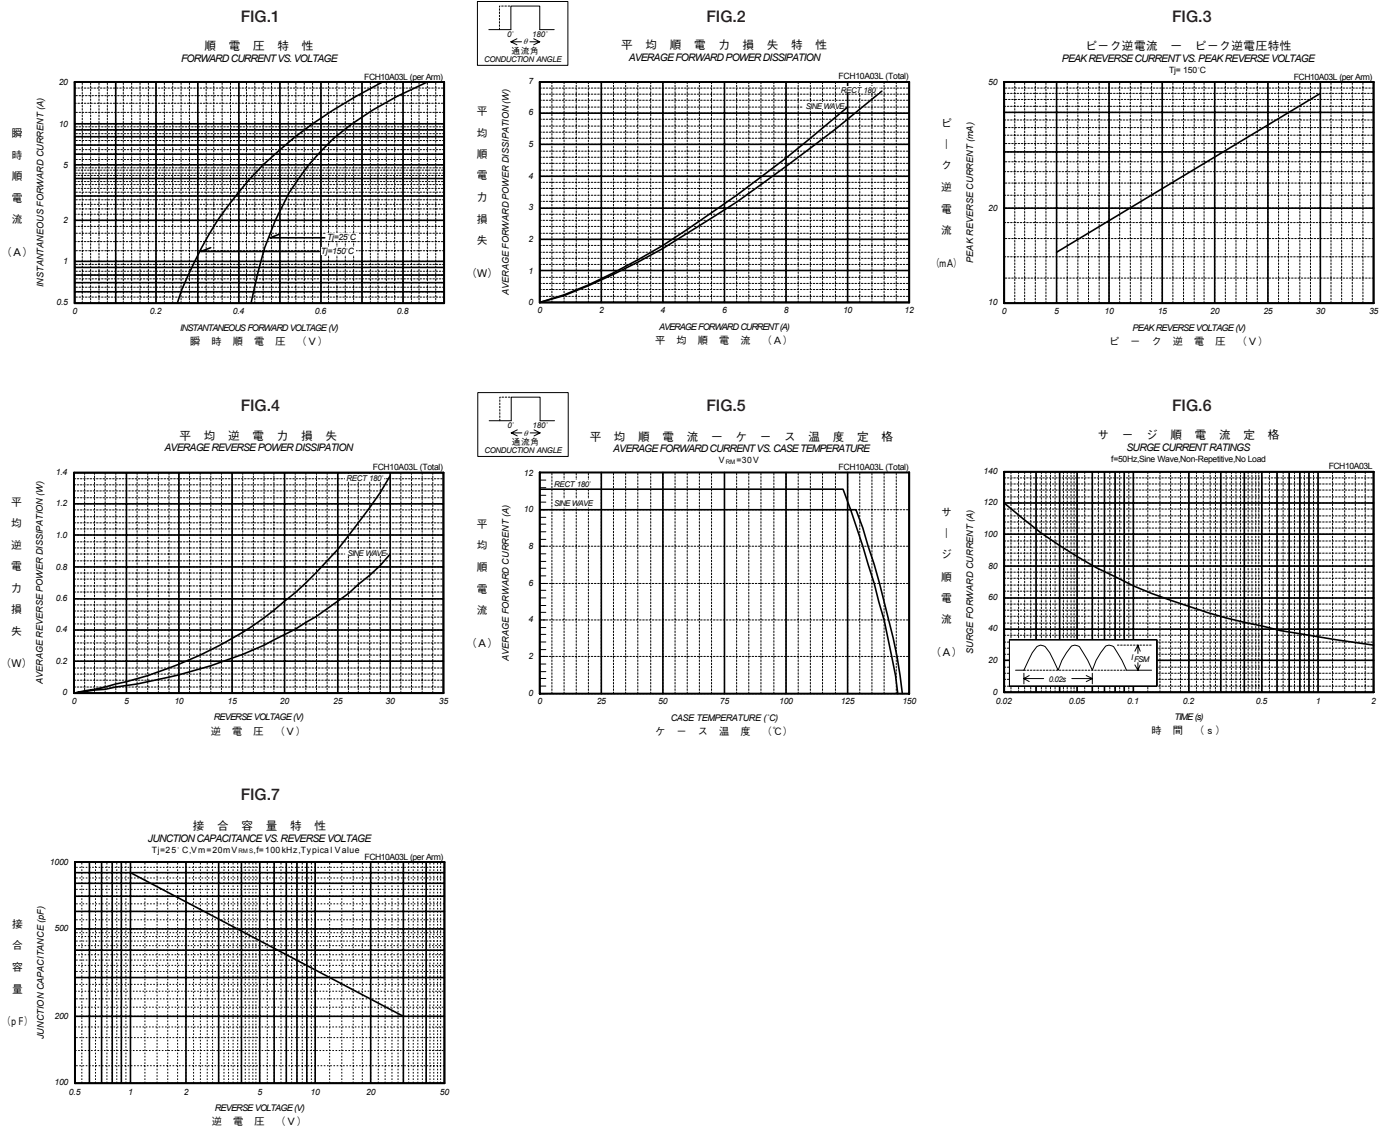 FIG.1
順電圧特性
FORWARD CURRENT VS. VOLTAGE
FCH10A03L (per Arm)
瞬時順電流 (A)
INSTANTANEOUS FORWARD CURRENT (A)
20
10
5
2
1
0.5
Tj=25°C
Tj=150°C
0 0.2 0.4 0.6 0.8
INSTANTANEOUS FORWARD VOLTAGE (V)
瞬時順電圧 (V)
0° 180°
θ
通流角
CONDUCTION ANGLE
FIG.2
平均順電力損失特性
AVERAGE FORWARD POWER DISSIPATION
FCH10A03L (Total)
平均順電力損失 (W)
AVERAGE FORWARD POWER DISSIPATION (W)
7
6
5
4
3
2
1
0
RECT 180°
SINE WAVE
0 2 4 6 8 10 12
AVERAGE FORWARD CURRENT (A)
平均順電流 (A)
FIG.3
ピーク逆電流 ー ピーク逆電圧特性
PEAK REVERSE CURRENT VS. PEAK REVERSE VOLTAGE
Tj= 150°C
FCH10A03L (per Arm)
ピーク逆電流 (mA)
PEAK REVERSE CURRENT (mA)
50
20
10
0 5 10 15 20 25 30 35
PEAK REVERSE VOLTAGE (V)
ピーク逆電圧 (V)
FIG.4
平均逆電力損失
AVERAGE REVERSE POWER DISSIPATION
FCH10A03L (Total)
平均逆電力損失 (W)
AVERAGE REVERSE POWER DISSIPATION (W)
1.4
1.2
1.0
0.8
0.6
0.4
0.2
0
RECT 180°
SINE WAVE
0 5 10 15 20 25 30 35
REVERSE VOLTAGE (V)
逆電圧 (V)
0° 180°
θ
通流角
CONDUCTION ANGLE
FIG.5
平均順電流ーケース温度定格
AVERAGE FORWARD CURRENT VS. CASE TEMPERATURE
VRM=30V
FCH10A03L (Total)
平均順電流 (A)
AVERAGE FORWARD CURRENT (A)
12
10
8
6
4
2
0
RECT 180°
SINE WAVE
0 25 50 75 100 125 150
CASE TEMPERATURE (°C)
ケース温度 (℃)
FIG.6
サージ順電流定格
SURGE CURRENT RATINGS
f=50Hz,Sine Wave,Non-Repetitive,No Load
FCH10A03L
サージ順電流 (A)
SURGE FORWARD CURRENT (A)
140
120
100
80
60
40
20
0
IFSM
0.02s
0.02 0.05 0.1 0.2 0.5 1 2
TIME (s)
時間 (s)
FIG.7
接合容量特性
JUNCTION CAPACITANCE VS. REVERSE VOLTAGE
Tj=25°C,Vm=20mVRMS,f=100kHz,Typical Value
FCH10A03L (per Arm)
接合容量 (pF)
JUNCTION CAPACITANCE (pF)
1000
500
200
100
0.5 1 2 5 10 20 50
REVERSE VOLTAGE (V)
逆電圧 (V)